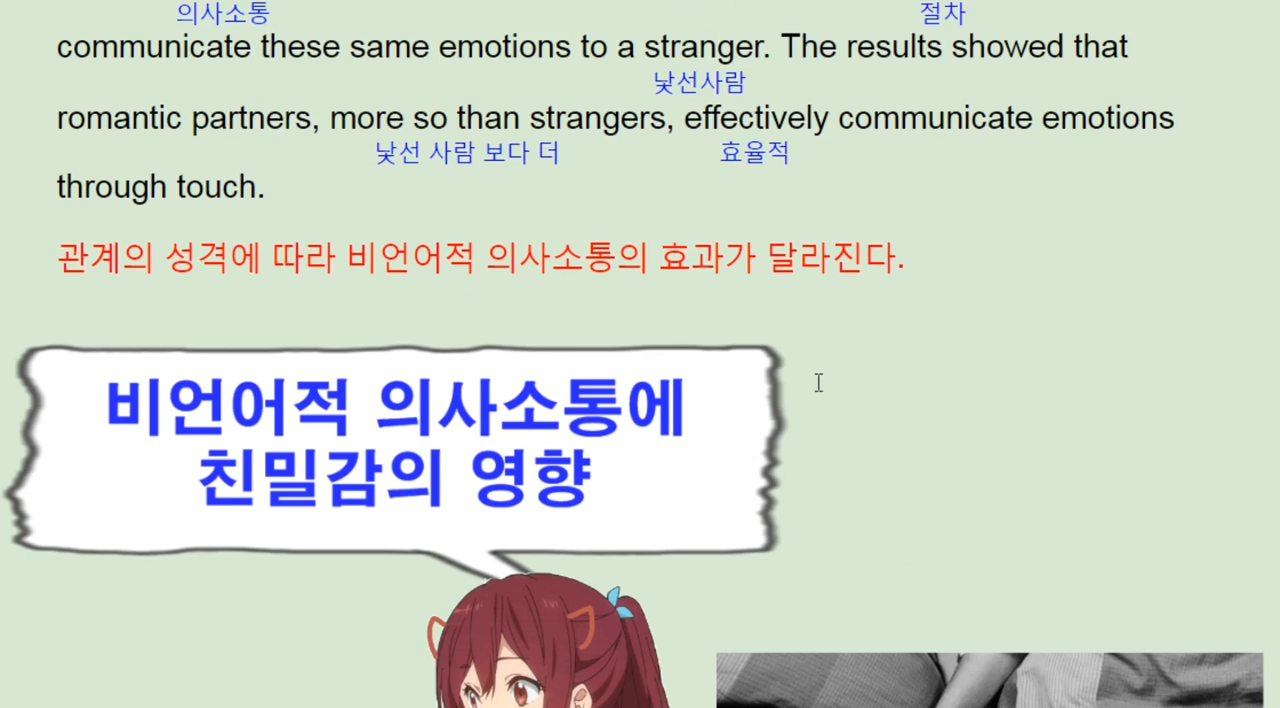 의사소통 절차
communicate these same emotions to a stranger. The results showed that
낯선사람
romantic partners, more so than strangers, effectively communicate emotions
낯선 사람 보다 더 효율적
through touch.
관계의 성격에 따라 비언어적 의사소통의 효과가 달라진다.
비언어적 의사소통에
친밀감의 영향